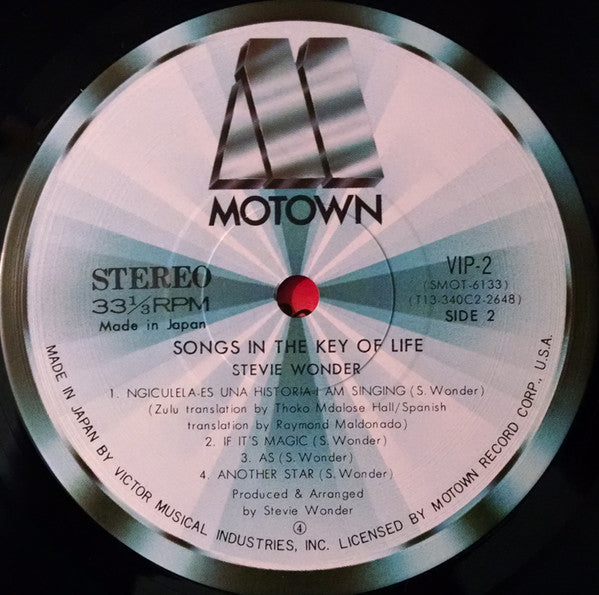 MOTOWN
STEREO
33⅓RPM
Made in Japan
VIP-2
(SMOT-6133)
(T13-340C2-2648)
SIDE 2
SONGS IN THE KEY OF LIFE
STEVIE WONDER
1. NGICULELA-ES UNA HISTORIA-I AM SINGING (S. Wonder)
(Zulu translation by Thoko Mdalose Hall/Spanish
translation by Raymond Maldonado)
2. IF IT'S MAGIC (S. Wonder)
3. AS (S. Wonder)
4. ANOTHER STAR (S. Wonder)
Produced & Arranged
by Stevie Wonder
④
MADE IN JAPAN BY VICTOR MUSICAL INDUSTRIES, INC. LICENSED BY MOTOWN RECORD CORP., U.S.A.